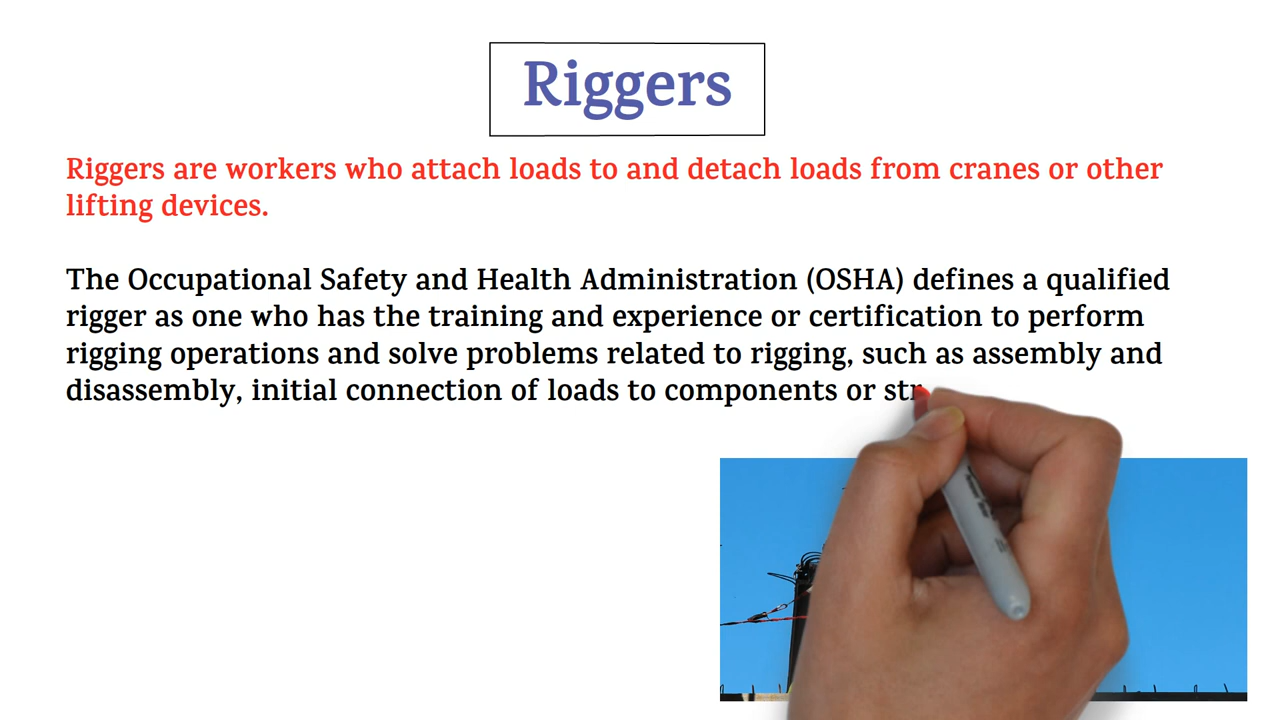 Riggers
Riggers are workers who attach loads to and detach loads from cranes or other
lifting devices.
The Occupational Safety and Health Administration (OSHA) defines a qualified
rigger as one who has the training and experience or certification to perform
rigging operations and solve problems related to rigging, such as assembly and
disassembly, initial connection of loads to components or str